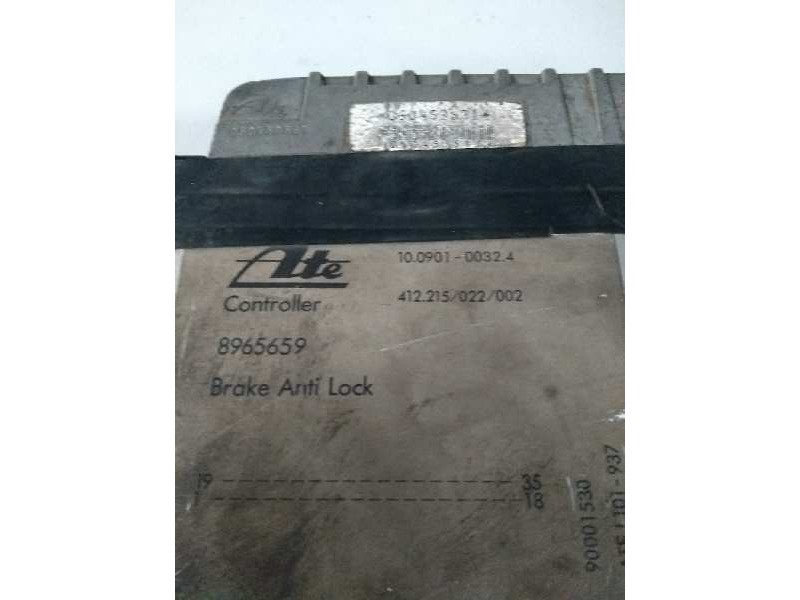 Ate
10.0901-0032.4
Controller
412.215/022/002
8965659
Brake Anti Lock
19 35
18
90001530